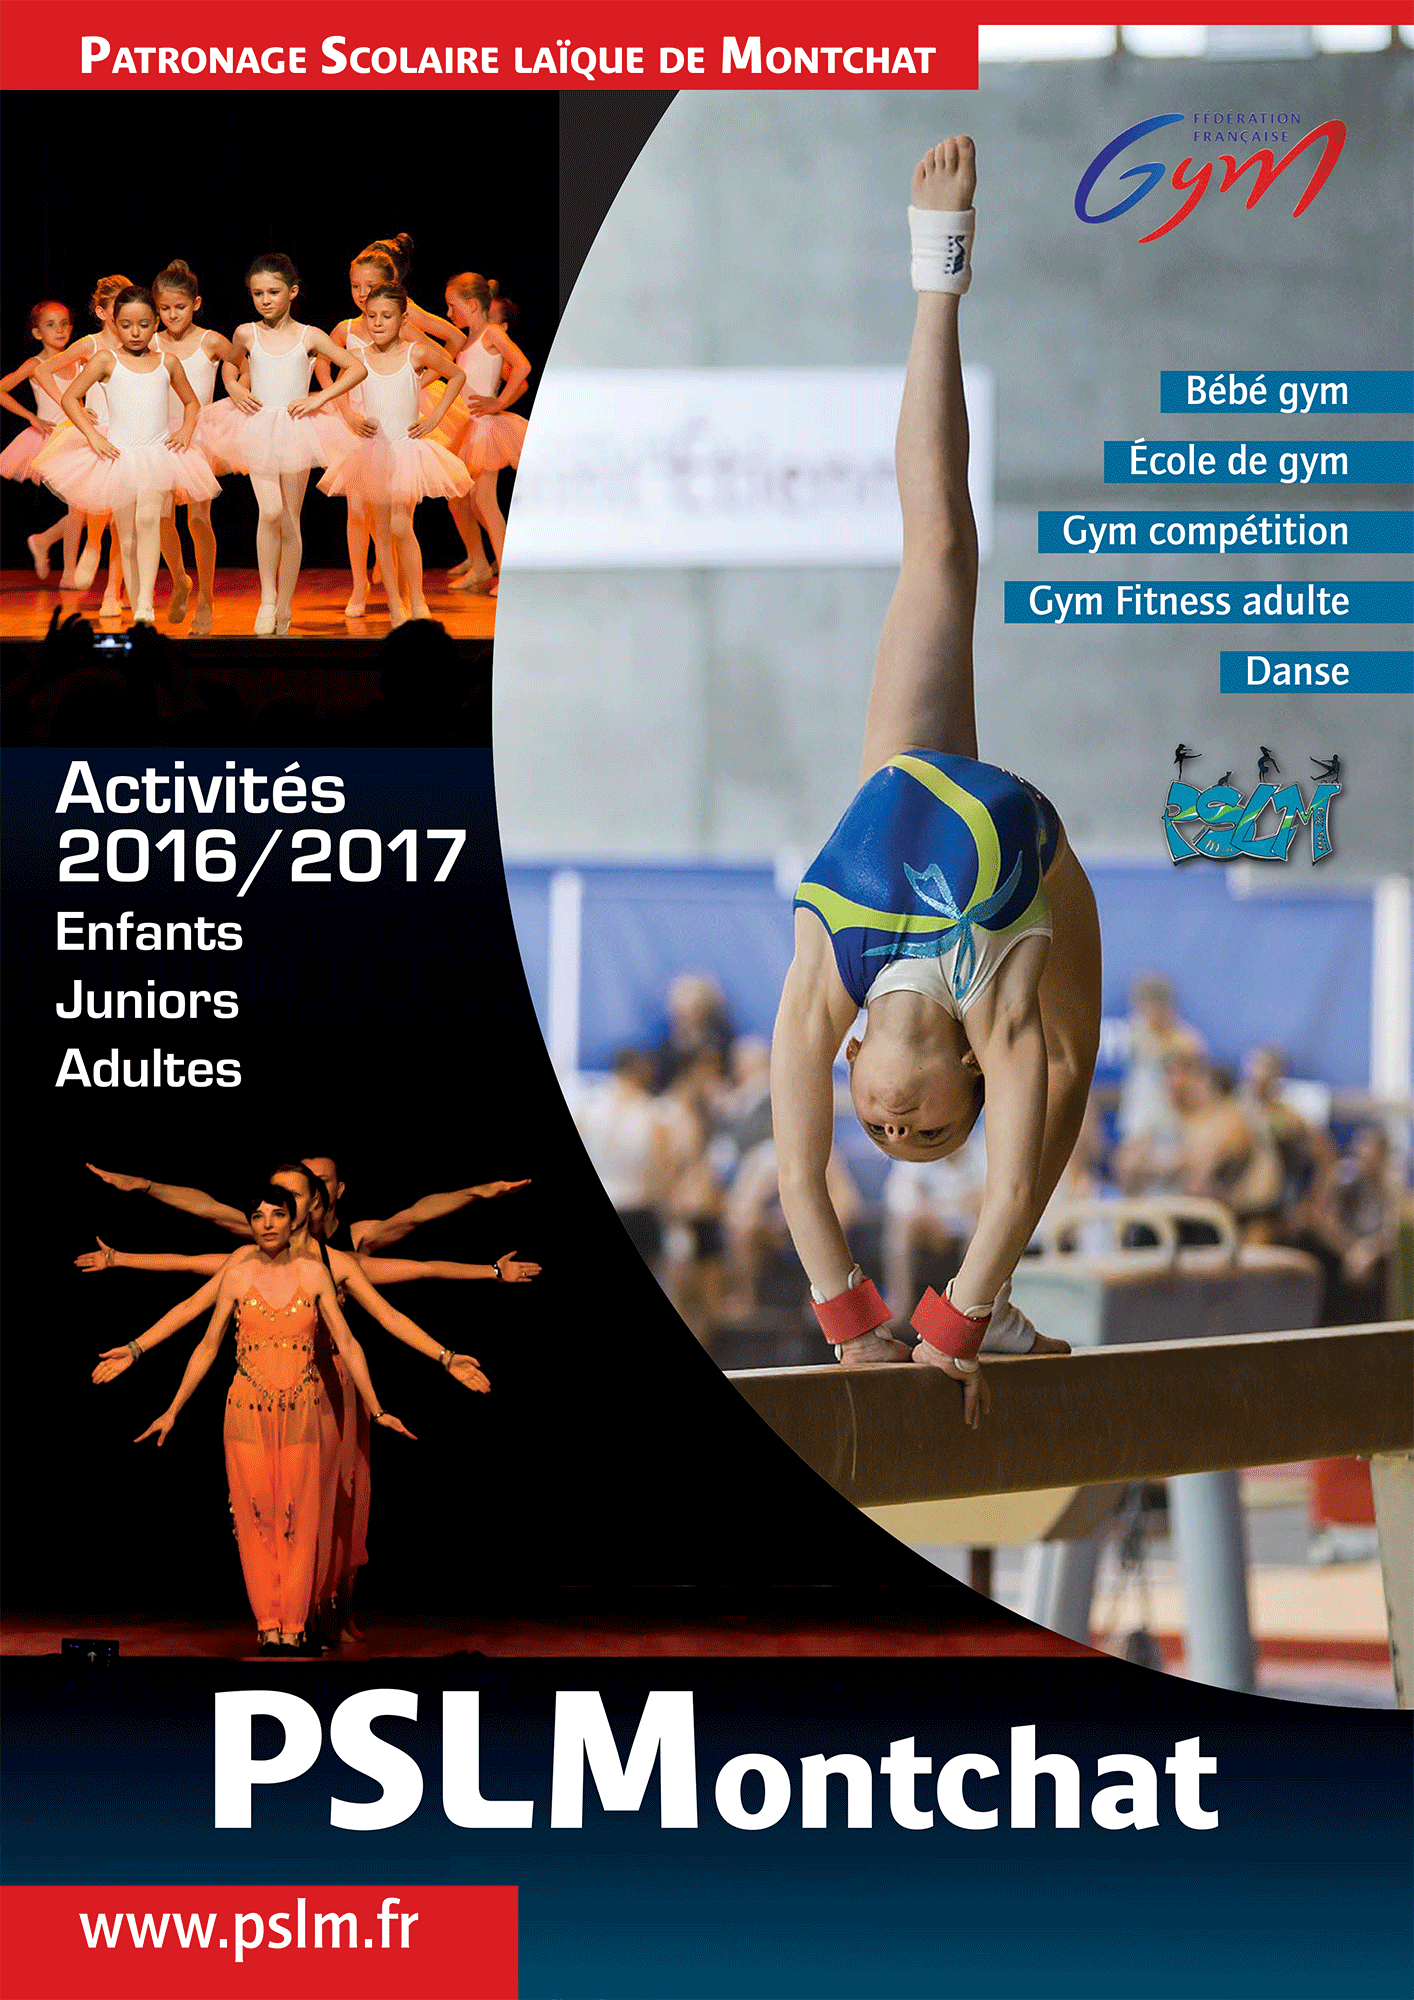 Patronage Scolaire laïque de Montchat
FÉDÉRATION
FRANÇAISE
Gym
Bébé gym
École de gym
Gym compétition
Gym Fitness adulte
Danse
PSLM
Activités
2016/2017
Enfants
Juniors
Adultes
PSLMontchat
www.pslm.fr